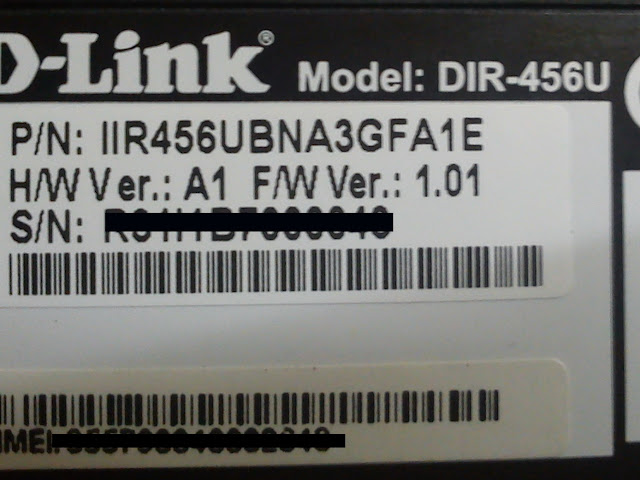 D-Link® Model: DIR-456U
P/N: IIR456UBNA3GFA1E
H/W Ver.: A1 F/W Ver.: 1.01
S/N:
IMEI: